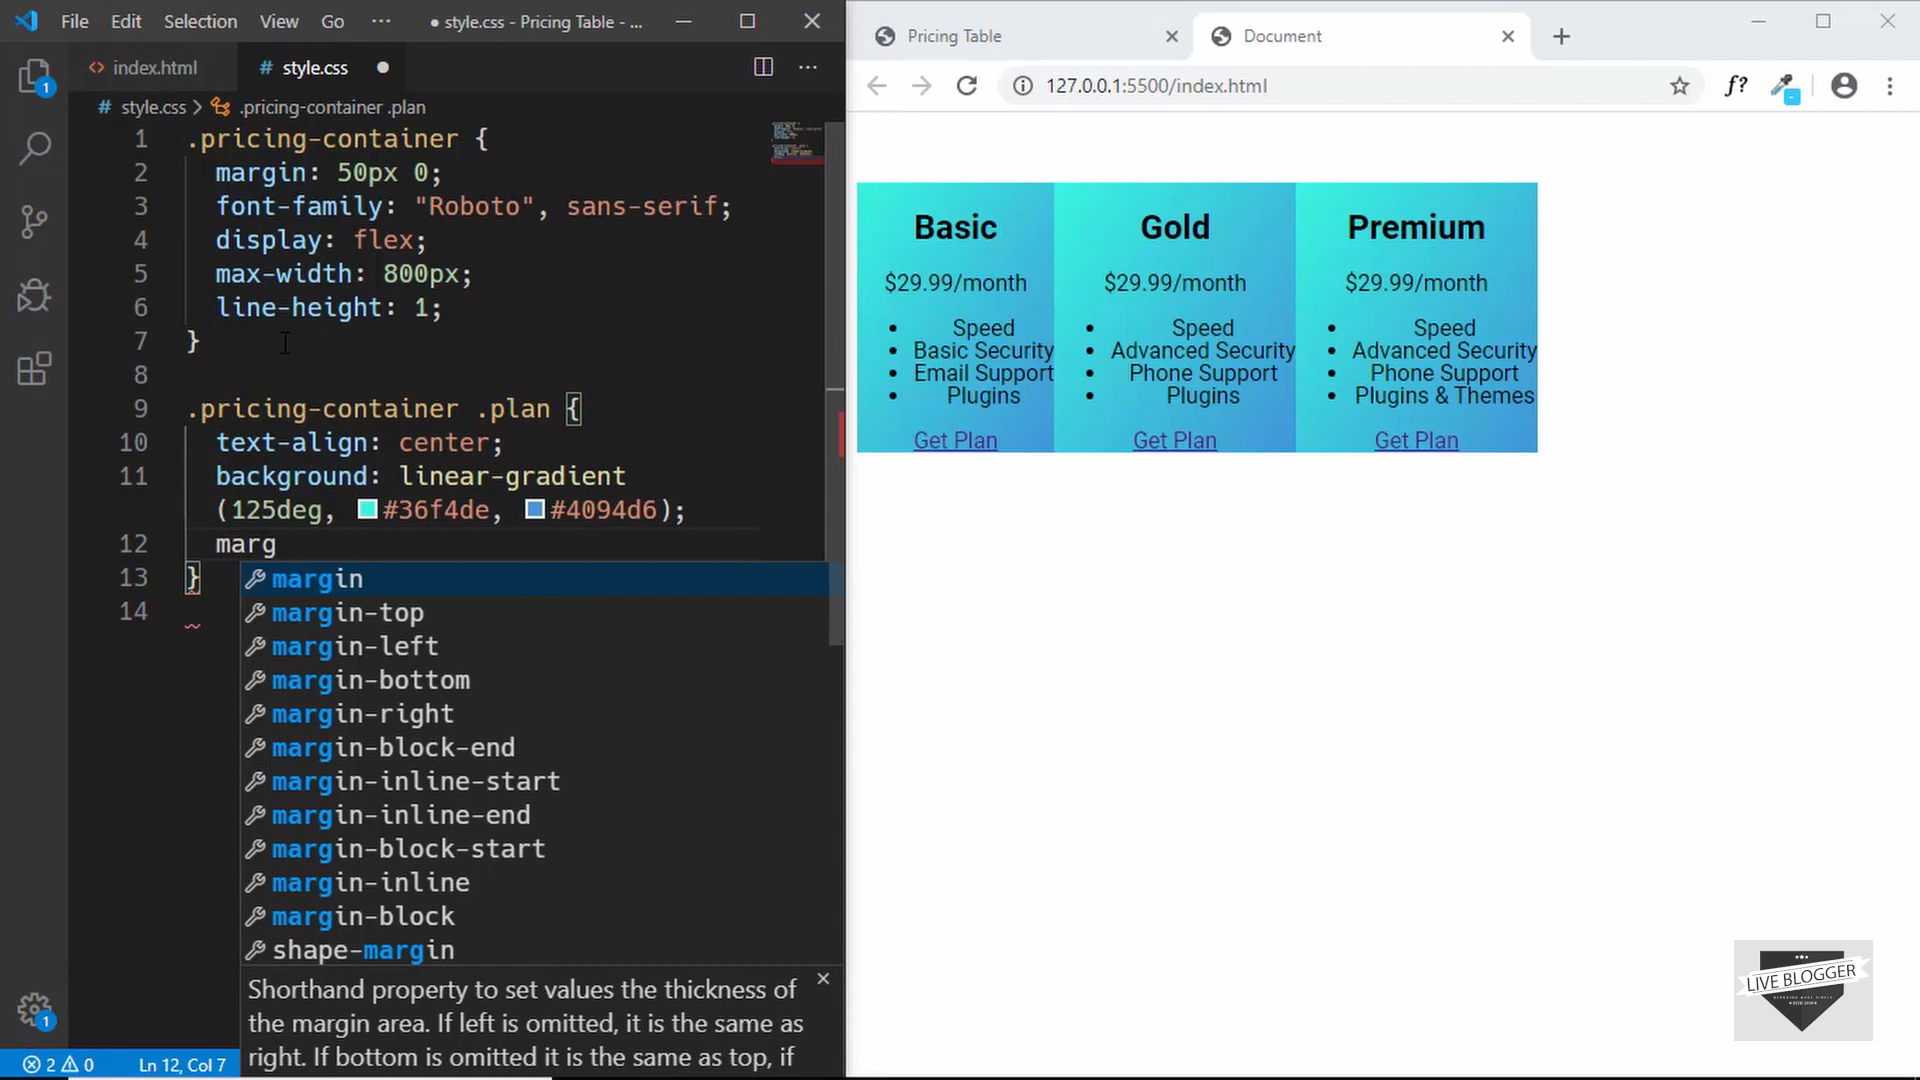 File Edit Selection View Go ··· ● style.css - Pricing Table - ...
index.html # style.css ●
# style.css > .pricing-container .plan
1 .pricing-container {
2 margin: 50px 0;
3 font-family: "Roboto", sans-serif;
4 display: flex;
5 max-width: 800px;
6 line-height: 1;
7 }
8
9 .pricing-container .plan {
10 text-align: center;
11 background: linear-gradient
(125deg, #36f4de, #4094d6);
12 marg
13 }
14
margin
margin-top
margin-left
margin-bottom
margin-right
margin-block-end
margin-inline-start
margin-inline-end
margin-block-start
margin-inline
margin-block
shape-margin
Shorthand property to set values the thickness of
the margin area. If left is omitted, it is the same as
right. If bottom is omitted it is the same as top, if
1
1
2 0 Ln 12, Col 7
Pricing Table
Document
127.0.0.1:5500/index.html f?
Basic
$29.99/month
• Speed
• Basic Security
• Email Support
• Plugins
Get Plan
Gold
$29.99/month
• Speed
• Advanced Security
• Phone Support
• Plugins
Get Plan
Premium
$29.99/month
• Speed
• Advanced Security
• Phone Support
• Plugins & Themes
Get Plan
LIVE BLOGGER